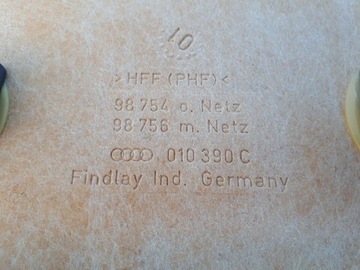 10
>HFF (PHF)<
98 754 o. Netz
98 756 m. Netz
010 390 C
Findlay Ind. Germany